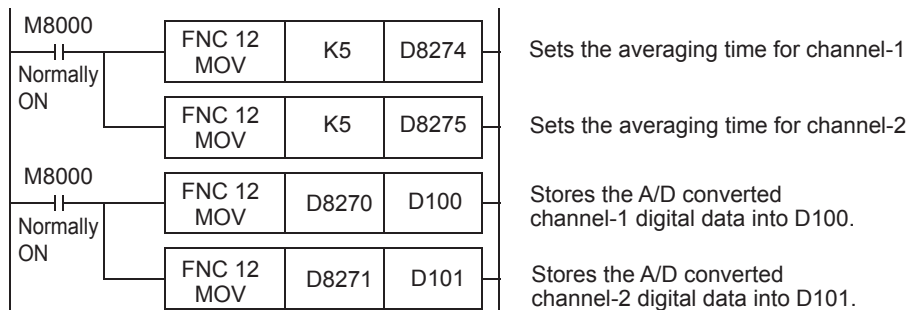 M8000
Normally
ON
FNC 12
MOV
K5
D8274
Sets the averaging time for channel-1
FNC 12
MOV
K5
D8275
Sets the averaging time for channel-2
M8000
Normally
ON
FNC 12
MOV
D8270
D100
Stores the A/D converted
channel-1 digital data into D100.
FNC 12
MOV
D8271
D101
Stores the A/D converted
channel-2 digital data into D101.